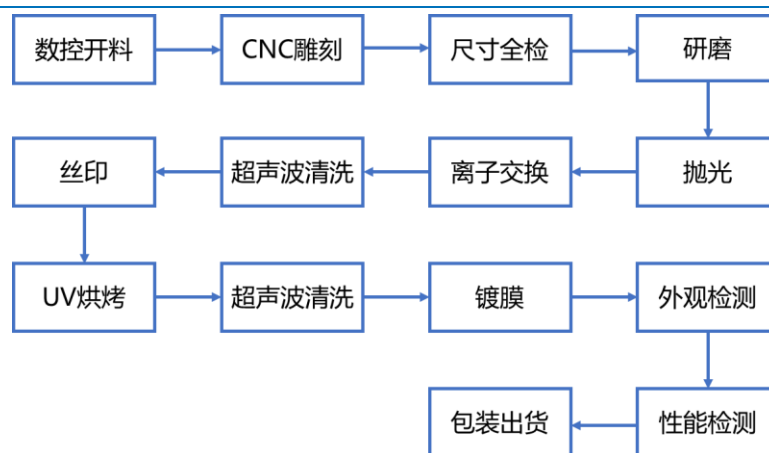 数控开料
CNC雕刻
尺寸全检
研磨
抛光
离子交换
超声波清洗
丝印
UV烘烤
超声波清洗
镀膜
外观检测
性能检测
包装出货